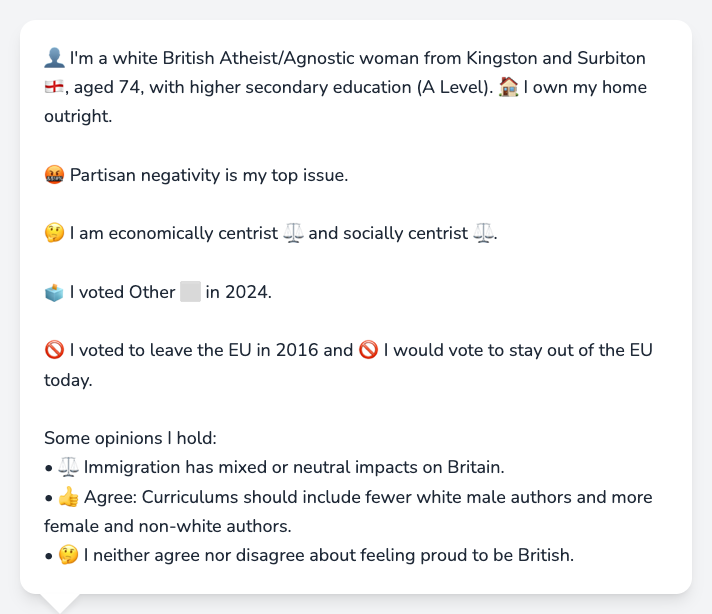 👤 I'm a white British Atheist/Agnostic woman from Kingston and Surbiton
🏴󠁧󠁢󠁥󠁮󠁧󠁿, aged 74, with higher secondary education (A Level). 🏠 I own my home
outright.
🤬 Partisan negativity is my top issue.
🤔 I am economically centrist ⚖️ and socially centrist ⚖️.
🗳️ I voted Other ⬜ in 2024.
🚫 I voted to leave the EU in 2016 and 🚫 I would vote to stay out of the EU
today.
Some opinions I hold:
• ⚖️ Immigration has mixed or neutral impacts on Britain.
• 👍 Agree: Curriculums should include fewer white male authors and more
female and non-white authors.
• 🤔 I neither agree nor disagree about feeling proud to be British.